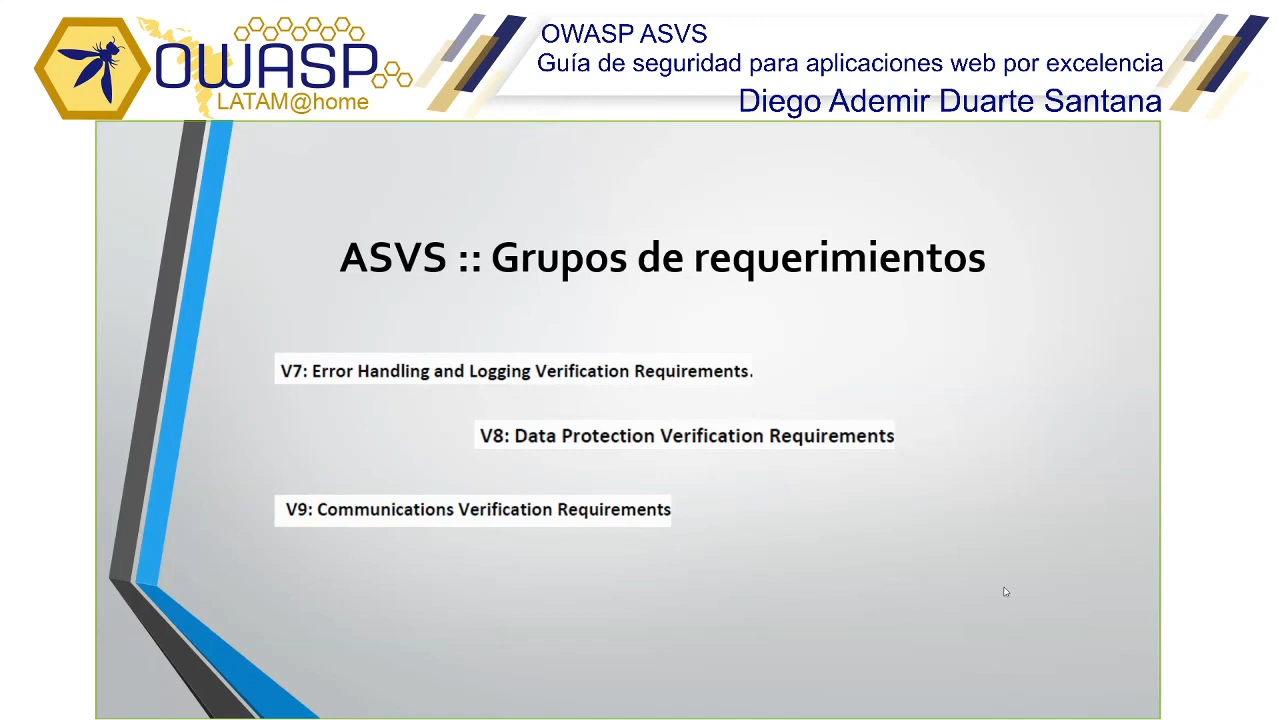 OWASP
LATAM@home
OWASP ASVS
Guía de seguridad para aplicaciones web por excelencia
Diego Ademir Duarte Santana
ASVS :: Grupos de requerimientos
V7: Error Handling and Logging Verification Requirements.
V8: Data Protection Verification Requirements
V9: Communications Verification Requirements